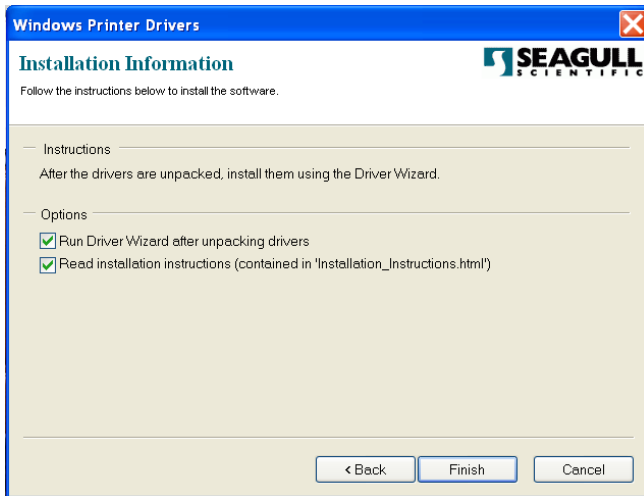 Windows Printer Drivers
Installation Information
SEAGULL
SCIENTIFIC
Follow the instructions below to install the software.
Instructions
After the drivers are unpacked, install them using the Driver Wizard.
Options
Run Driver Wizard after unpacking drivers
Read installation instructions (contained in 'Installation_Instructions.html')
< Back Finish Cancel